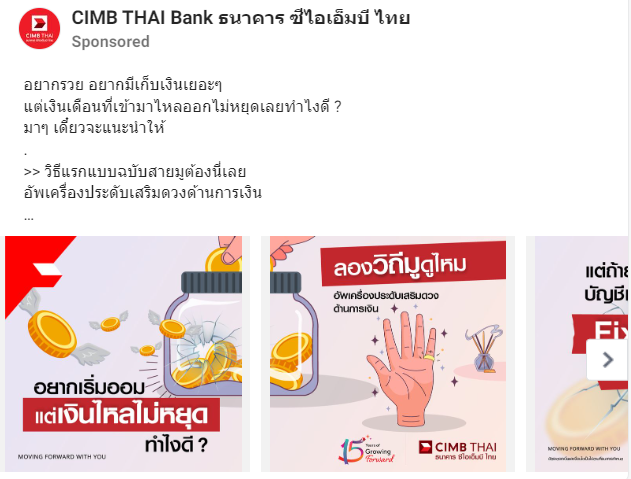 CIMB THAI Bank ธนาคาร ซีไอเอ็มบี ไทย
CIMB THAI
Sponsored
อยากรวย อยากมีเก็บเงินเยอะๆ
แต่เงินเดือนที่เข้ามาไหลออกไม่หยุดเลยทำไงดี ?
มาๆ เดี๋ยวจะแนะนำให้
.
>> วิธีแรกแบบฉบับสายมูต้องนี่เลย
อัพเครื่องประดับเสริมดวงด้านการเงิน
...
อยากเริ่มออม
แต่เงินไหลไม่หยุด
ทำไงดี ?
MOVING FORWARD WITH YOU
ลองวิถีมูดูไหม
อัพเครื่องประดับเสริมดวง
ด้านการเงิน
15 Years of
Growing
Forward
CIMB THAI
ธนาคาร ซีไอเอ็มบี ไทย
แต่ถ้า
บัญชี
Fix
MOVING FORWARD WITH YOU